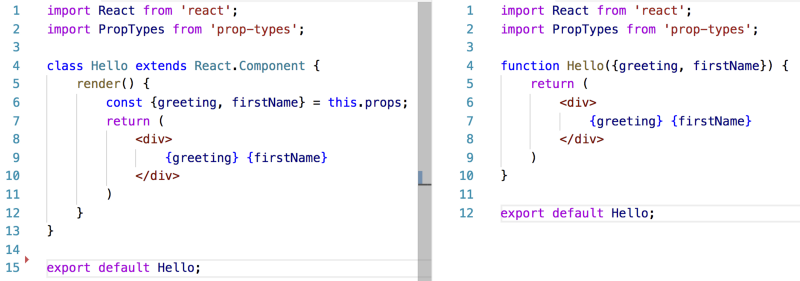 1 import React from 'react';
2 import PropTypes from 'prop-types';
3
4 class Hello extends React.Component {
5 render() {
6 const {greeting, firstName} = this.props;
7 return (
8 <div>
9 {greeting} {firstName}
10 </div>
11 )
12 }
13 }
14
15 export default Hello;
1 import React from 'react';
2 import PropTypes from 'prop-types';
3
4 function Hello({greeting, firstName}) {
5 return (
6 <div>
7 {greeting} {firstName}
8 </div>
9 )
10 }
11
12 export default Hello;